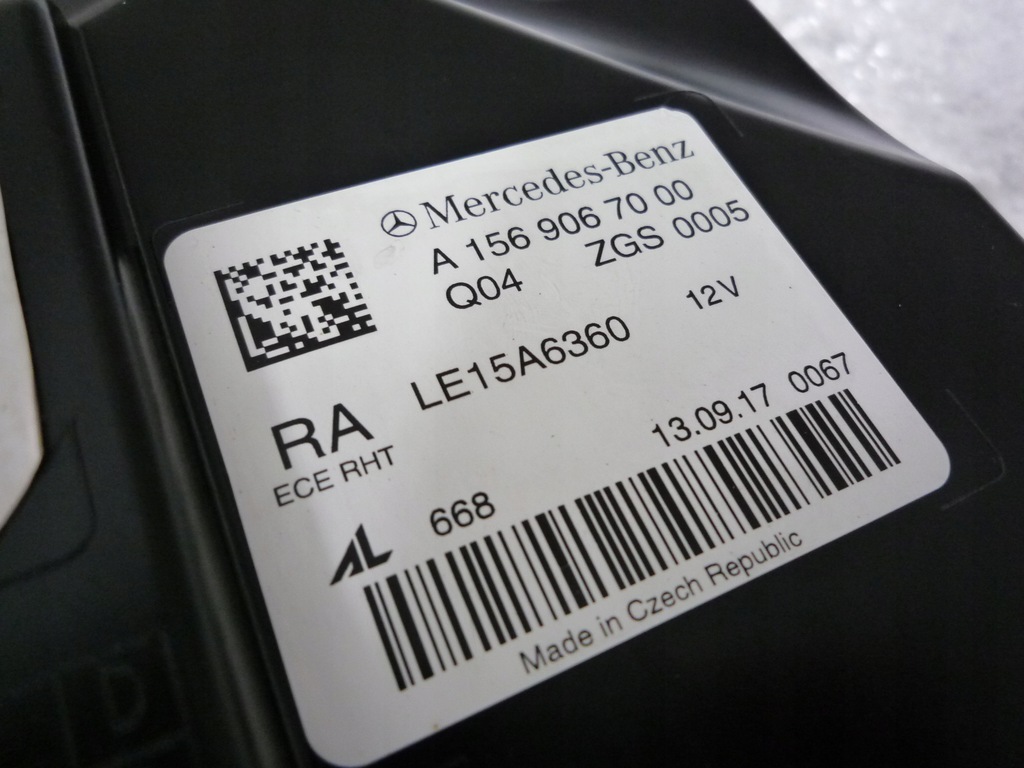 Mercedes-Benz
A 156 906 70 00
Q04 ZGS 0005
LE15A6360 12V
RA
ECE RHT
13.09.17 0067
AL 668
Made in Czech Republic
D